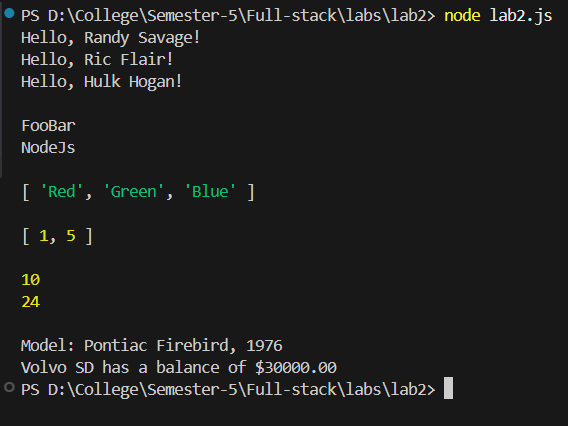 PS D:\College\Semester-5\Full-stack\labs\lab2> node lab2.js
Hello, Randy Savage!
Hello, Ric Flair!
Hello, Hulk Hogan!
FooBar
NodeJs
[ 'Red', 'Green', 'Blue' ]
[ 1, 5 ]
10
24
Model: Pontiac Firebird, 1976
Volvo SD has a balance of $30000.00
PS D:\College\Semester-5\Full-stack\labs\lab2>